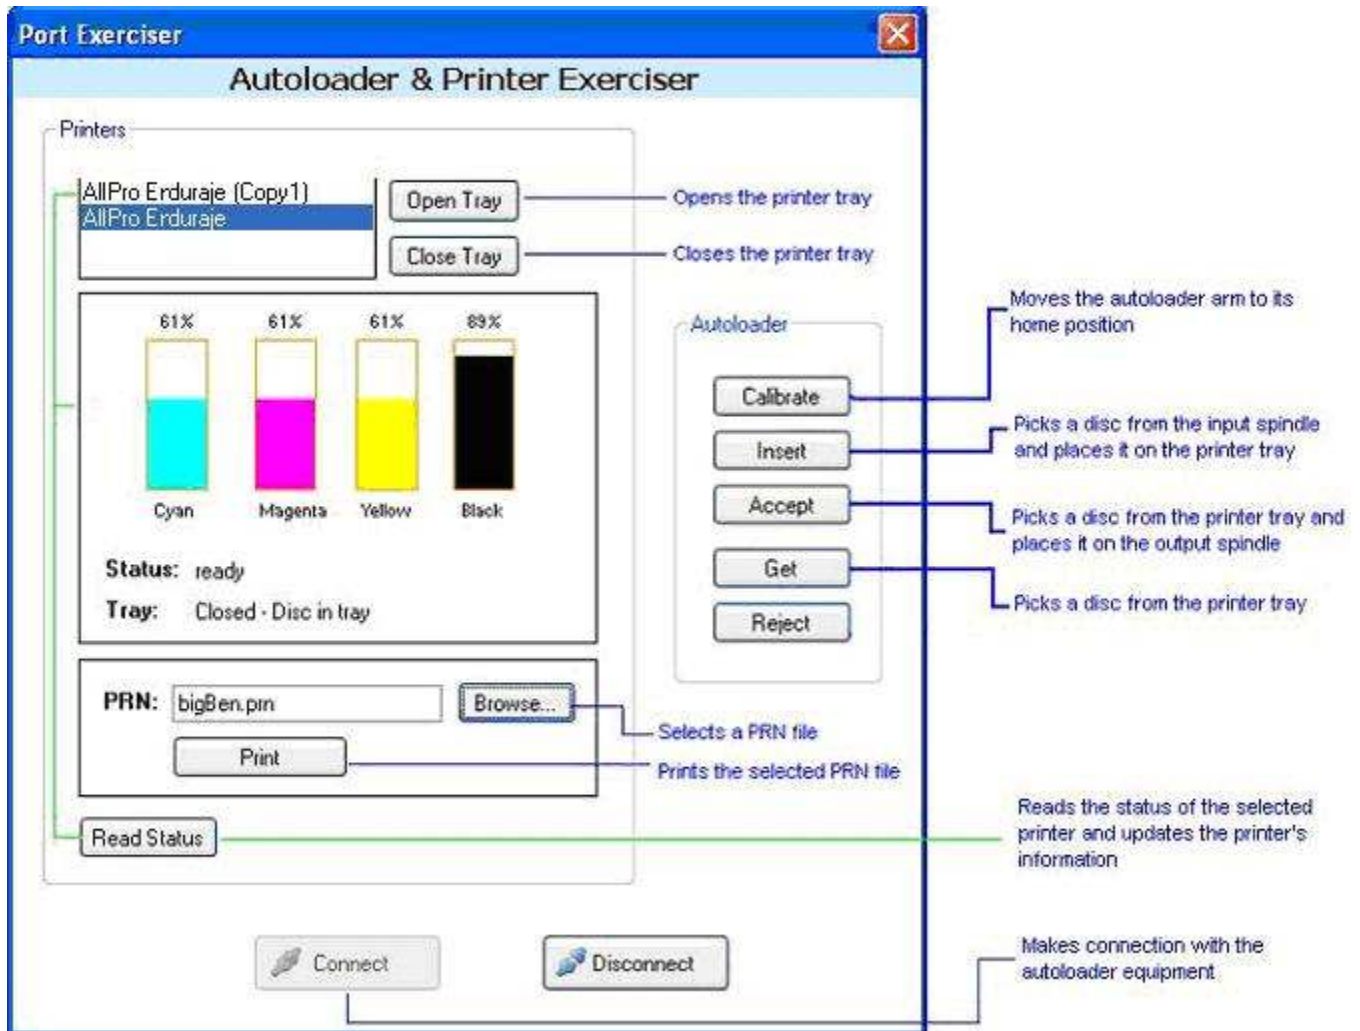 Port Exerciser
Autoloader & Printer Exerciser
Printers
AllPro Erduraje (Copy1)
AllPro Erduraje
Open Tray
Opens the printer tray
Close Tray
Closes the printer tray
61%
61%
61%
89%
Cyan
Magenta
Yellow
Black
Status: ready
Tray: Closed - Disc in tray
Autoloader
Calibrate
Moves the autoloader arm to its
home position
Insert
Picks a disc from the input spindle
and places it on the printer tray
Accept
Picks a disc from the printer tray and
places it on the output spindle
Get
Picks a disc from the printer tray
Reject
PRN: bigBen.prn
Browse...
Selects a PRN file
Print
Prints the selected PRN file
Read Status
Reads the status of the selected
printer and updates the printer's
information
Connect
Disconnect
Makes connection with the
autoloader equipment